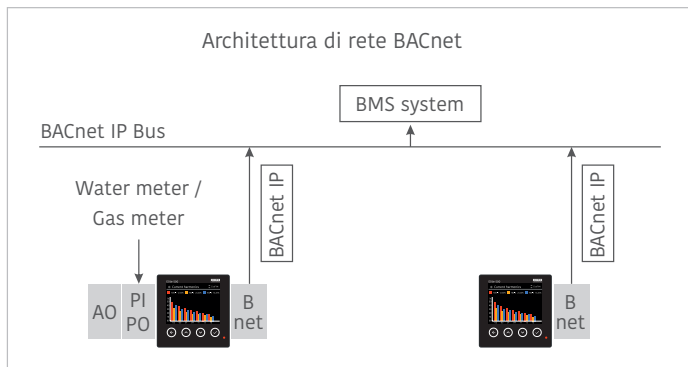 Architettura di rete BACnet
BMS system
BACnet IP Bus
Water meter /
Gas meter
BACnet IP
BACnet IP
AO
PI
PO
B
net
B
net